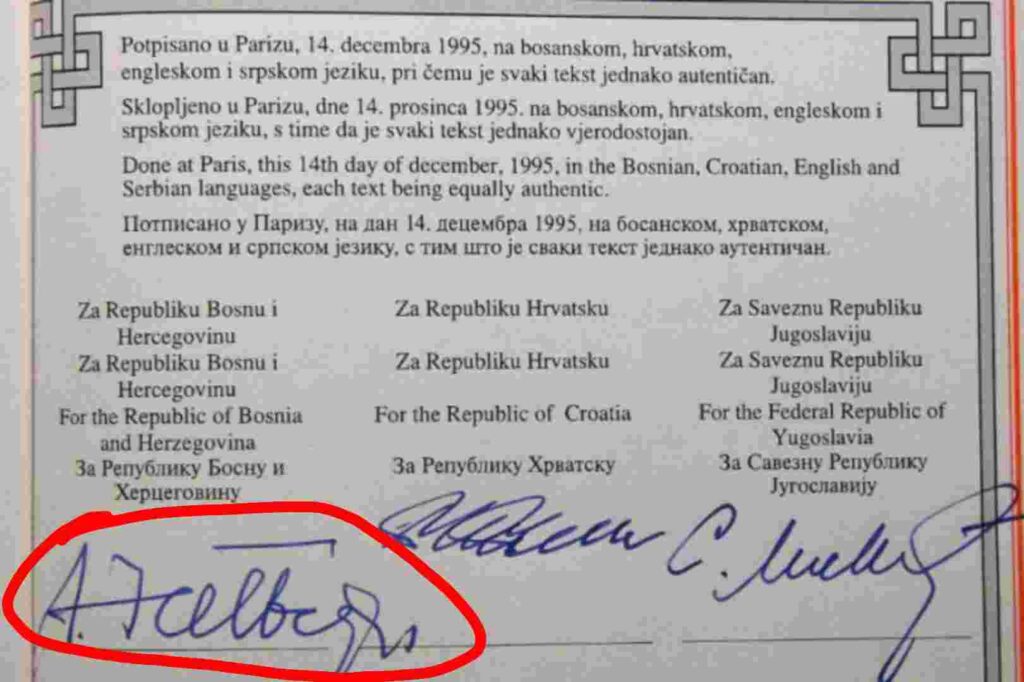 Potpisano u Parizu, 14. decembra 1995, na bosanskom, hrvatskom,
engleskom i srpskom jeziku, pri čemu je svaki tekst jednako autentičan.
Sklopljeno u Parizu, dne 14. prosinca 1995. na bosanskom, hrvatskom, engleskom i
srpskom jeziku, s time da je svaki tekst jednako vjerodostojan.
Done at Paris, this 14th day of december, 1995, in the Bosnian, Croatian, English and
Serbian languages, each text being equally authentic.
Потписано у Паризу, на дан 14. децембра 1995, на босанском, хрватском,
енглеском и српском језику, с тим што је сваки текст једнако аутентичан.
Za Republiku Bosnu i
Hercegovinu
Za Republiku Bosnu i
Hercegovinu
For the Republic of Bosnia
and Herzegovina
За Републику Босну и
Херцеговину
Za Republiku Hrvatsku
Za Republiku Hrvatsku
For the Republic of Croatia
За Републику Хрватску
Za Saveznu Republiku
Jugoslaviju
Za Saveznu Republiku
Jugoslaviju
For the Federal Republic of
Yugoslavia
За Савезну Републику
Југославију